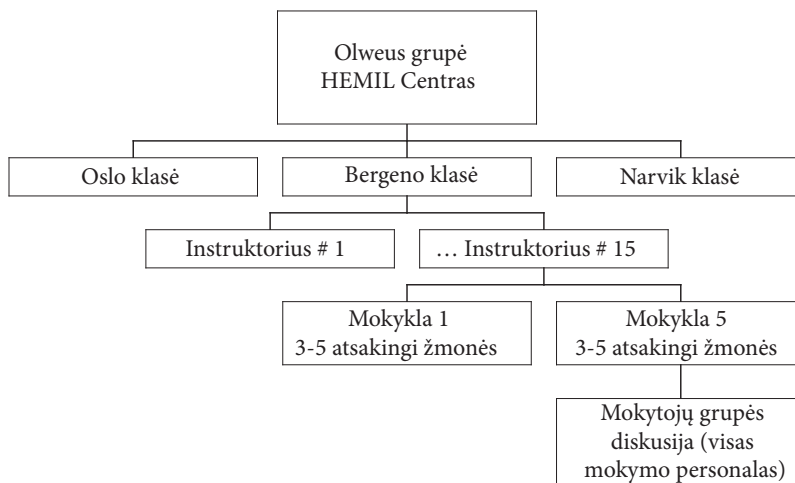 Olweus grupė
HEMIL Centras
Oslo klasė
Bergeno klasė
Narvik klasė
Instruktorius # 1
… Instruktorius # 15
Mokykla 1
3-5 atsakingi žmonės
Mokykla 5
3-5 atsakingi žmonės
Mokytojų grupės
diskusija (visas
mokymo personalas)